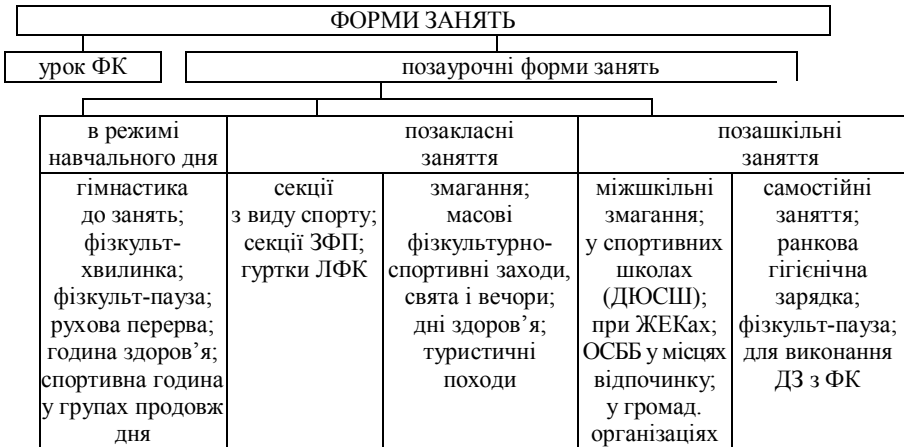 ФОРМИ ЗАНЯТЬ
урок ФК
позаурочні форми занять
в режимі
навчального дня
позакласні
заняття
позашкільні
заняття
гімнастика
до занять;
фізкульт-
хвилинка;
фізкульт-пауза;
рухова перерва;
година здоров’я;
спортивна година
у групах продовж
дня
секції
з виду спорту;
секції ЗФП;
гуртки ЛФК
змагання;
масові
фізкультурно-
спортивні заходи,
свята і вечори;
дні здоров’я;
туристичні
походи
міжшкільні
змагання;
у спортивних
школах
(ДЮСШ);
при ЖЕКах;
ОСББ у місцях
відпочинку;
у громад.
організаціях
самостійні
заняття;
ранкова
гігієнічна
зарядка;
фізкульт-пауза;
для виконання
ДЗ з ФК